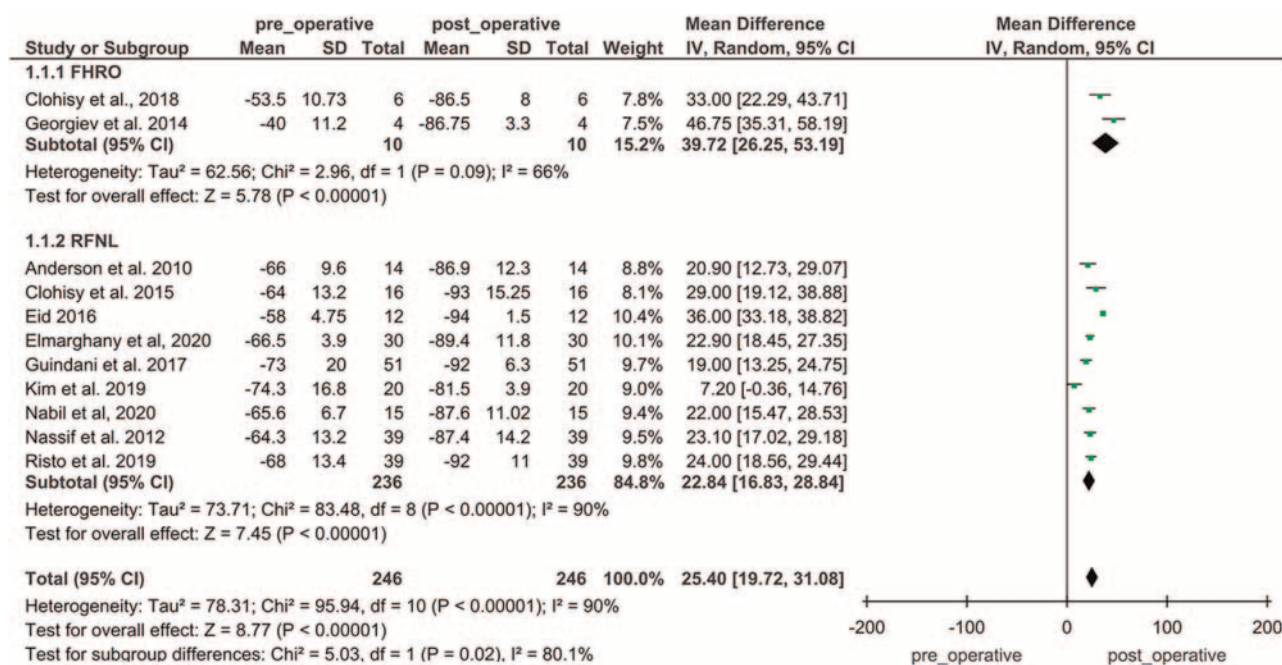 pre_operative post_operative Mean Difference Mean Difference
Study or Subgroup Mean SD Total Mean SD Total Weight IV, Random, 95% CI IV, Random, 95% CI
1.1.1 FHRO
Clohisy et al., 2018 -53.5 10.73 6 -86.5 8 6 7.8% 33.00 [22.29, 43.71]
Georgiev et al. 2014 -40 11.2 4 -86.75 3.3 4 7.5% 46.75 [35.31, 58.19]
Subtotal (95% CI) 10 10 15.2% 39.72 [26.25, 53.19]
Heterogeneity: Tau² = 62.56; Chi² = 2.96, df = 1 (P = 0.09); I² = 66%
Test for overall effect: Z = 5.78 (P < 0.00001)
1.1.2 RFNL
Anderson et al. 2010 -66 9.6 14 -86.9 12.3 14 8.8% 20.90 [12.73, 29.07]
Clohisy et al. 2015 -64 13.2 16 -93 15.25 16 8.1% 29.00 [19.12, 38.88]
Eid 2016 -58 4.75 12 -94 1.5 12 10.4% 36.00 [33.18, 38.82]
Elmarghany et al, 2020 -66.5 3.9 30 -89.4 11.8 30 10.1% 22.90 [18.45, 27.35]
Guindani et al. 2017 -73 20 51 -92 6.3 51 9.7% 19.00 [13.25, 24.75]
Kim et al. 2019 -74.3 16.8 20 -81.5 3.9 20 9.0% 7.20 [-0.36, 14.76]
Nabil et al, 2020 -65.6 6.7 15 -87.6 11.02 15 9.4% 22.00 [15.47, 28.53]
Nassif et al. 2012 -64.3 13.2 39 -87.4 14.2 39 9.5% 23.10 [17.02, 29.18]
Risto et al. 2019 -68 13.4 39 -92 11 39 9.8% 24.00 [18.56, 29.44]
Subtotal (95% CI) 236 236 84.8% 22.84 [16.83, 28.84]
Heterogeneity: Tau² = 73.71; Chi² = 83.48, df = 8 (P < 0.00001); I² = 90%
Test for overall effect: Z = 7.45 (P < 0.00001)
Total (95% CI) 246 246 100.0% 25.40 [19.72, 31.08]
Heterogeneity: Tau² = 78.31; Chi² = 95.94, df = 10 (P < 0.00001); I² = 90%
Test for overall effect: Z = 8.77 (P < 0.00001)
Test for subgroup differences: Chi² = 5.03, df = 1 (P = 0.02), I² = 80.1%
-200 -100 0 100 200
pre_operative post_operative